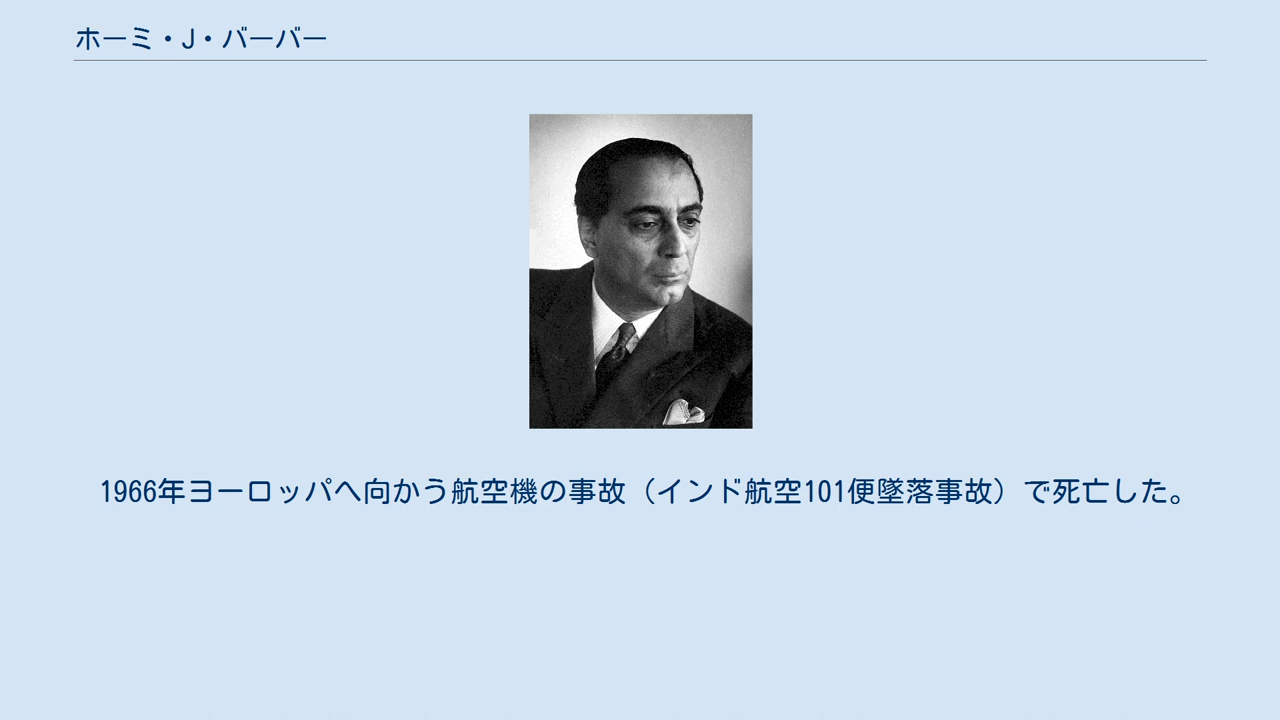 ホーミ・J・バーバー
1966年ヨーロッパへ向かう航空機の事故（インド航空101便墜落事故）で死亡した。